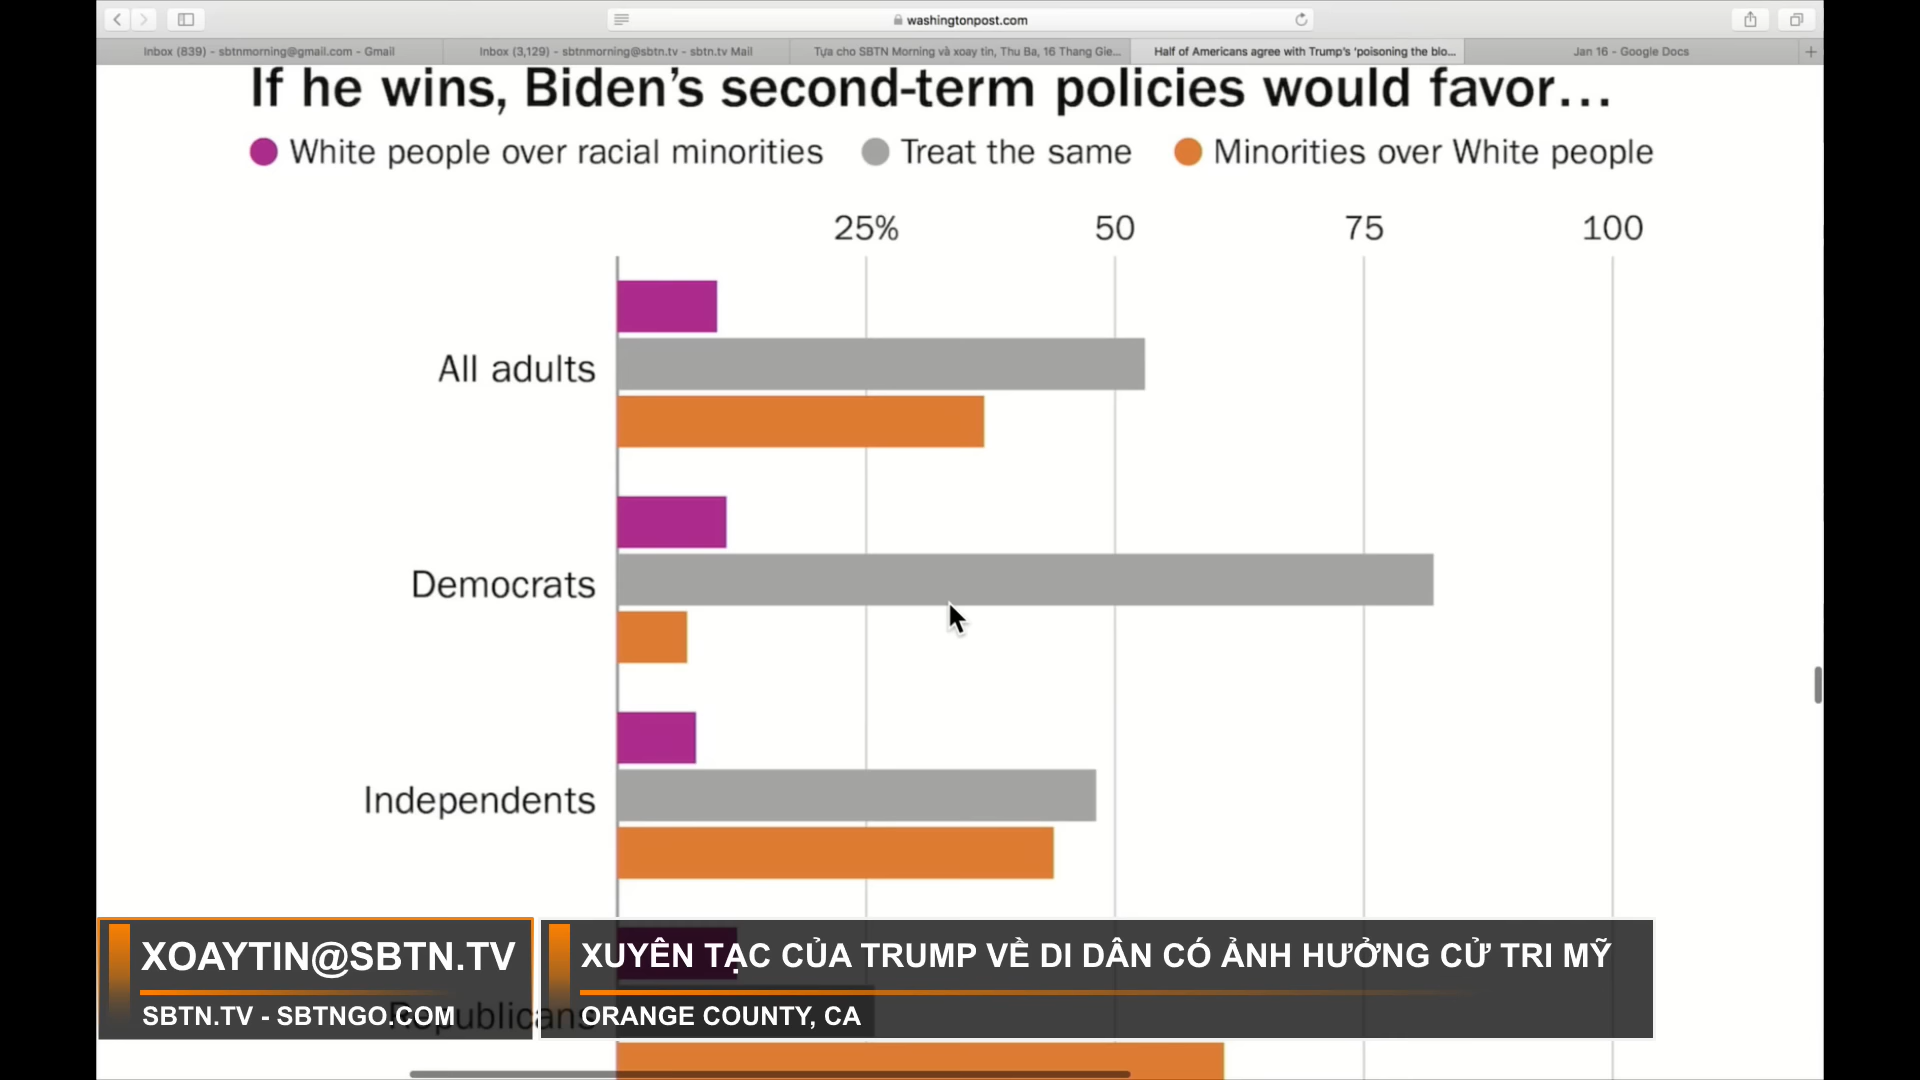 washingtonpost.com
Inbox (839) - sbtnmorning@gmail.com - Gmail
Inbox (3,129) - sbtnmorning@sbtn.tv - sbtn.tv Mail
Tựa cho SBTN Morning và xoay tin, Thu Ba, 16 Thang Gie...
Half of Americans agree with Trump's 'poisoning the blo...
Jan 16 - Google Docs
If he wins, Biden's second-term policies would favor...
White people over racial minorities Treat the same Minorities over White people
25% 50 75 100
All adults
Democrats
Independents
Republicans
XOAYTIN@SBTN.TV
SBTN.TV - SBTNGO.COM
XUYÊN TẠC CỦA TRUMP VỀ DI DÂN CÓ ẢNH HƯỞNG CỬ TRI MỸ
ORANGE COUNTY, CA